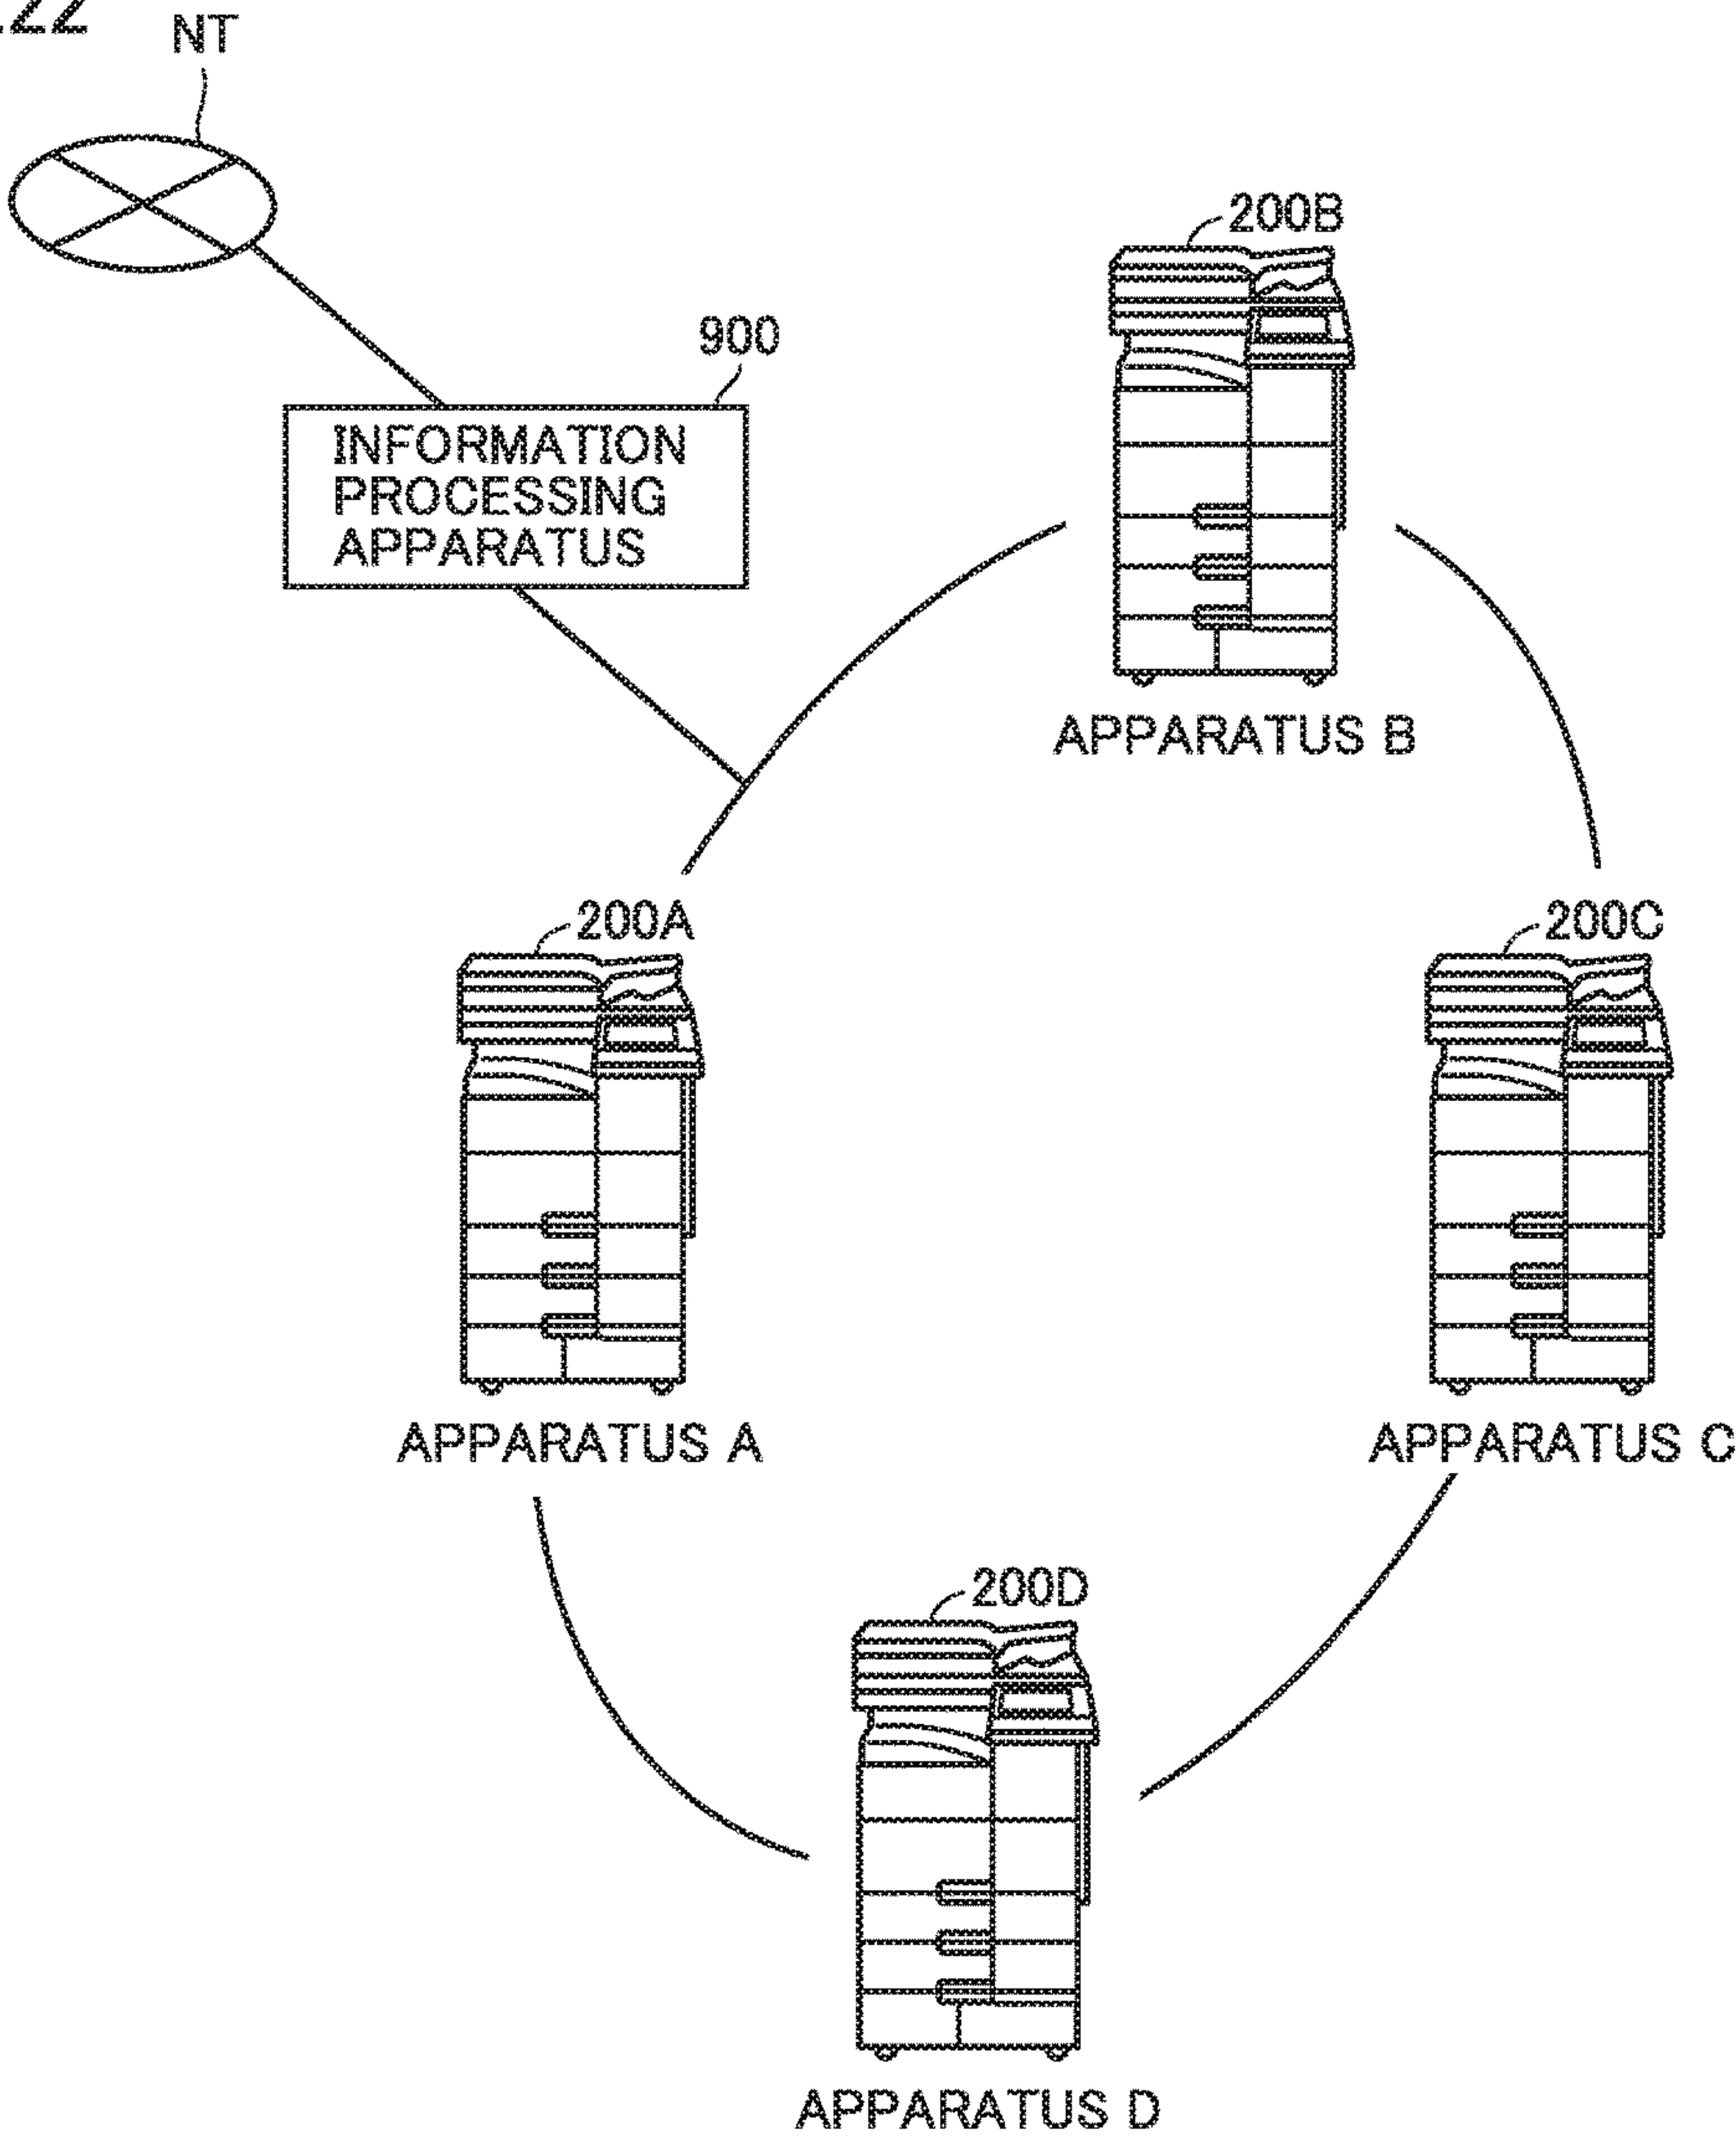 NT
200B
900
INFORMATION
PROCESSING
APPARATUS
APPARATUS B
200A
200C
APPARATUS A
APPARATUS C
200D
APPARATUS D